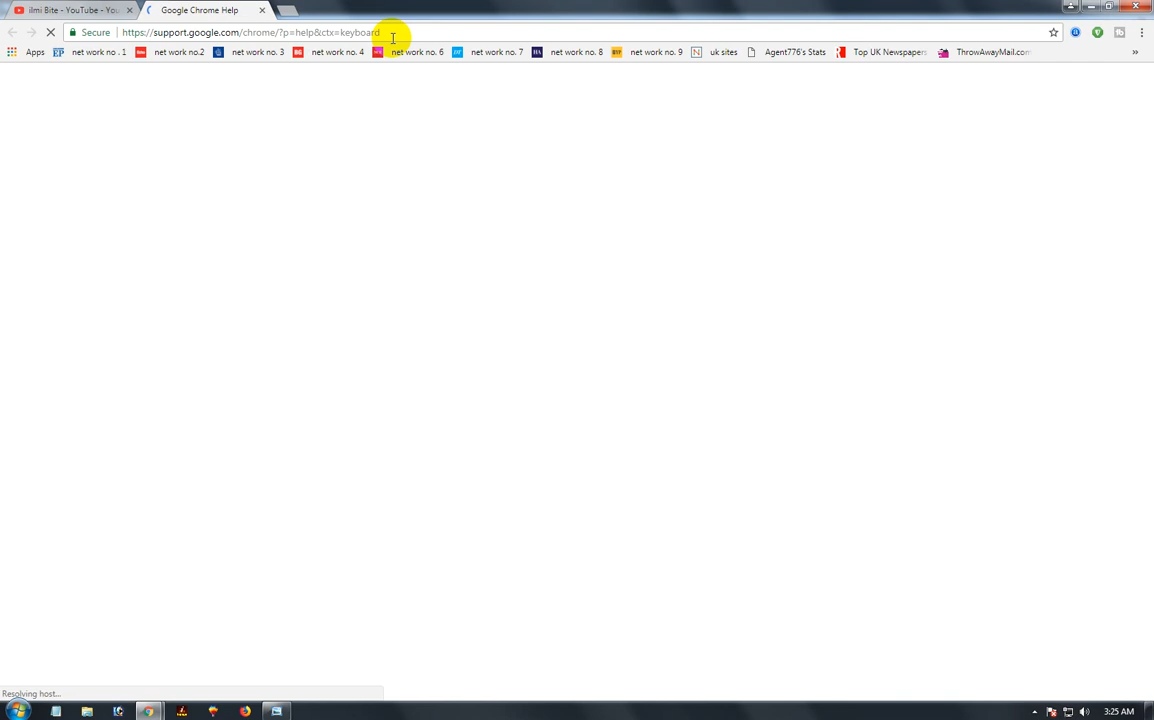 ilmi Bite - YouTube - You
Google Chrome Help
Secure https://support.google.com/chrome/?p=help&ctx=keyboard
Apps net work no . 1 net work no.2 net work no. 3 net work no. 4 net work no. 6 net work no. 7 net work no. 8 net work no. 9 uk sites Agent776's Stats Top UK Newspapers ThrowAwayMail.com »
Resolving host...
3:25 AM